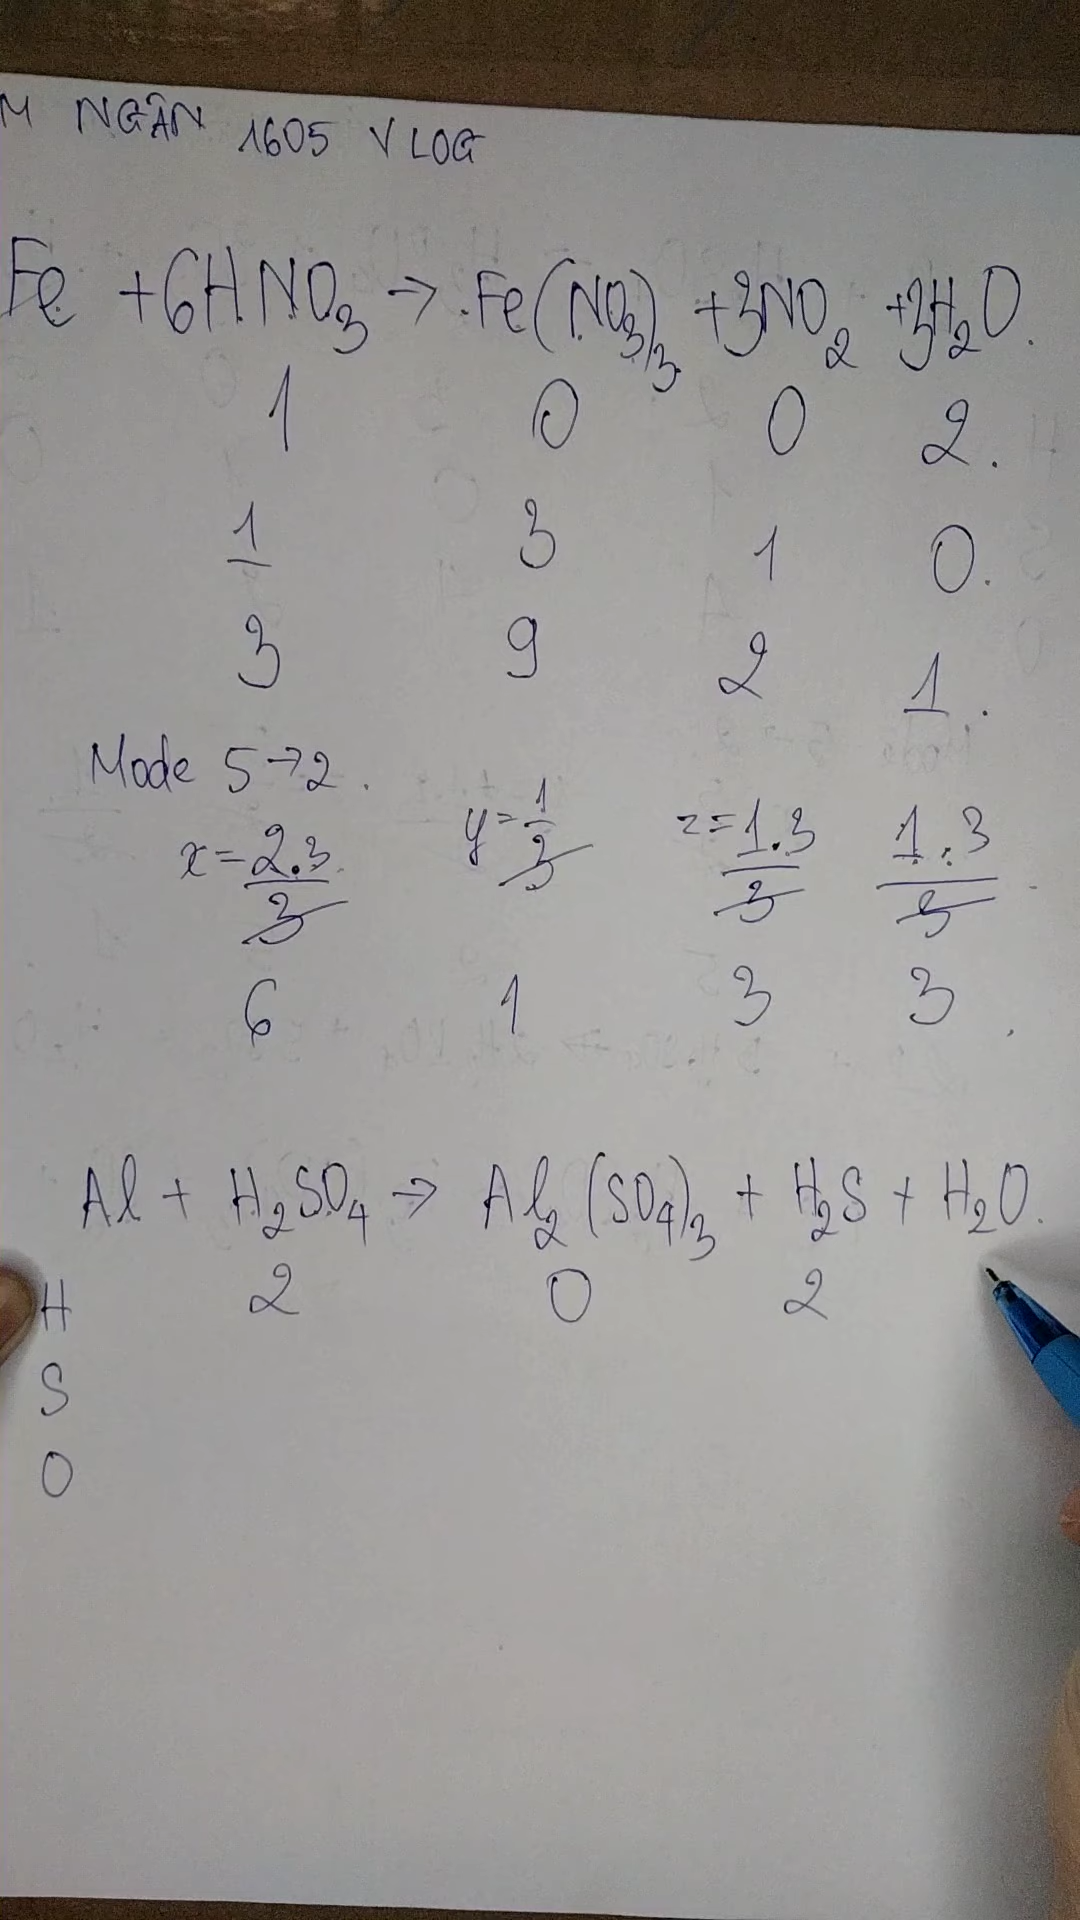 M NGÂN 1605 VLOG
Fe + 6HNO₃ → Fe(NO₃)₃ + 3NO₂ + 3H₂O.
1 0 0 2.
1 3 1 0.
3 9 2 1.
Mode 5→2.
x = 2.3/3 y = 1/3 z = 1.3/3 1.3/3
6 1 3 3
Al + H₂SO₄ → Al₂(SO₄)₃ + H₂S + H₂O.
H 2 0 2
S
O